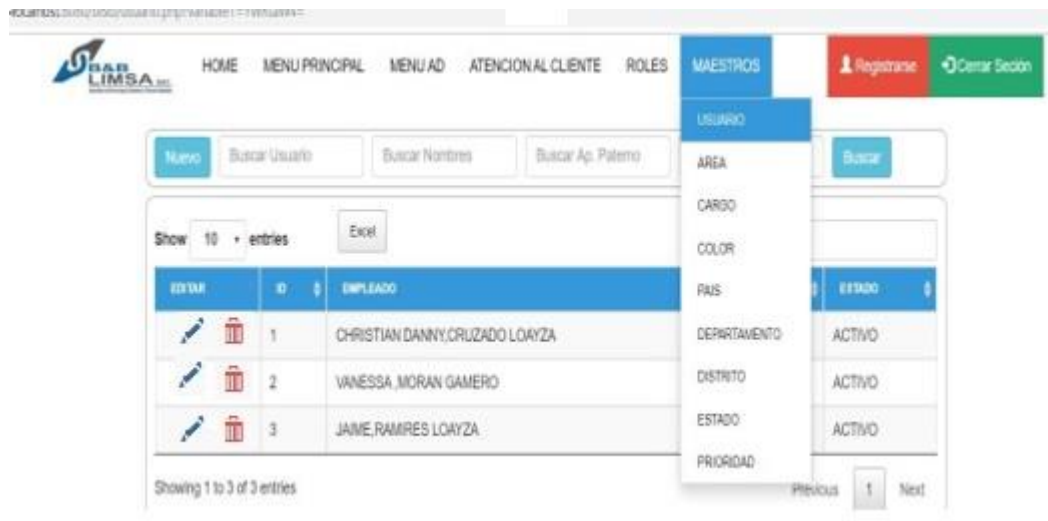 B&B LIMSA
HOME MENU PRINCIPAL MENU AD ATENCION AL CLIENTE ROLES MAESTROS Registrarse Cerrar Seción
USUARIO
AREA
CARGO
COLOR
PAIS
DEPARTAMENTO
DISTRITO
ESTADO
PRIORIDAD
Nuevo Buscar Usuario Buscar Nombres Buscar Ap. Paterno Buscar
Show 10 entries Excel
EDITAR ID EMPLEADO ESTADO
1 CHRISTIAN DANNY,CRUZADO LOAYZA ACTIVO
2 VANESSA ,MORAN GAMERO ACTIVO
3 JAIME,RAMIRES LOAYZA ACTIVO
Showing 1 to 3 of 3 entries Previous 1 Next